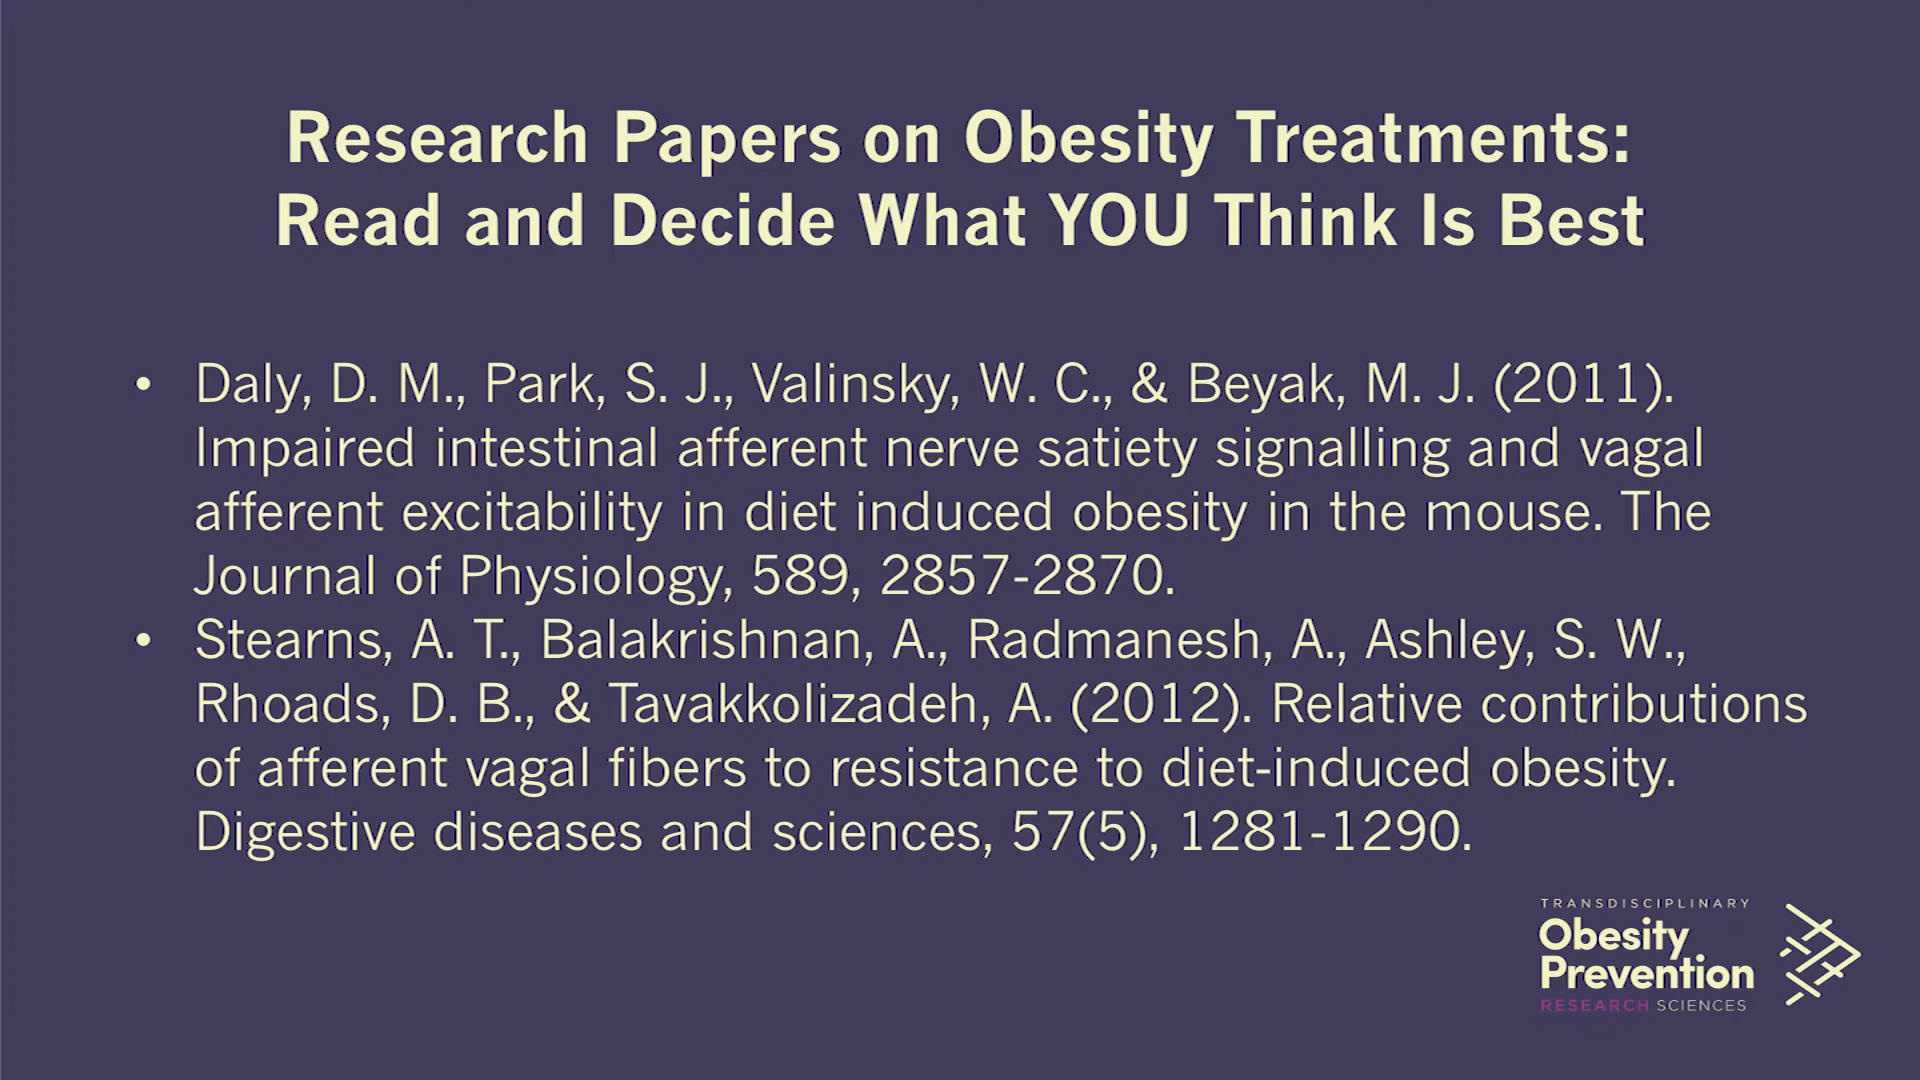 Research Papers on Obesity Treatments:
Read and Decide What YOU Think Is Best
• Daly, D. M., Park, S. J., Valinsky, W. C., & Beyak, M. J. (2011).
Impaired intestinal afferent nerve satiety signalling and vagal
afferent excitability in diet induced obesity in the mouse. The
Journal of Physiology, 589, 2857-2870.
• Stearns, A. T., Balakrishnan, A., Radmanesh, A., Ashley, S. W.,
Rhoads, D. B., & Tavakkolizadeh, A. (2012). Relative contributions
of afferent vagal fibers to resistance to diet-induced obesity.
Digestive diseases and sciences, 57(5), 1281-1290.
TRANSDISCIPLINARY
Obesity
Prevention
RESEARCH SCIENCES